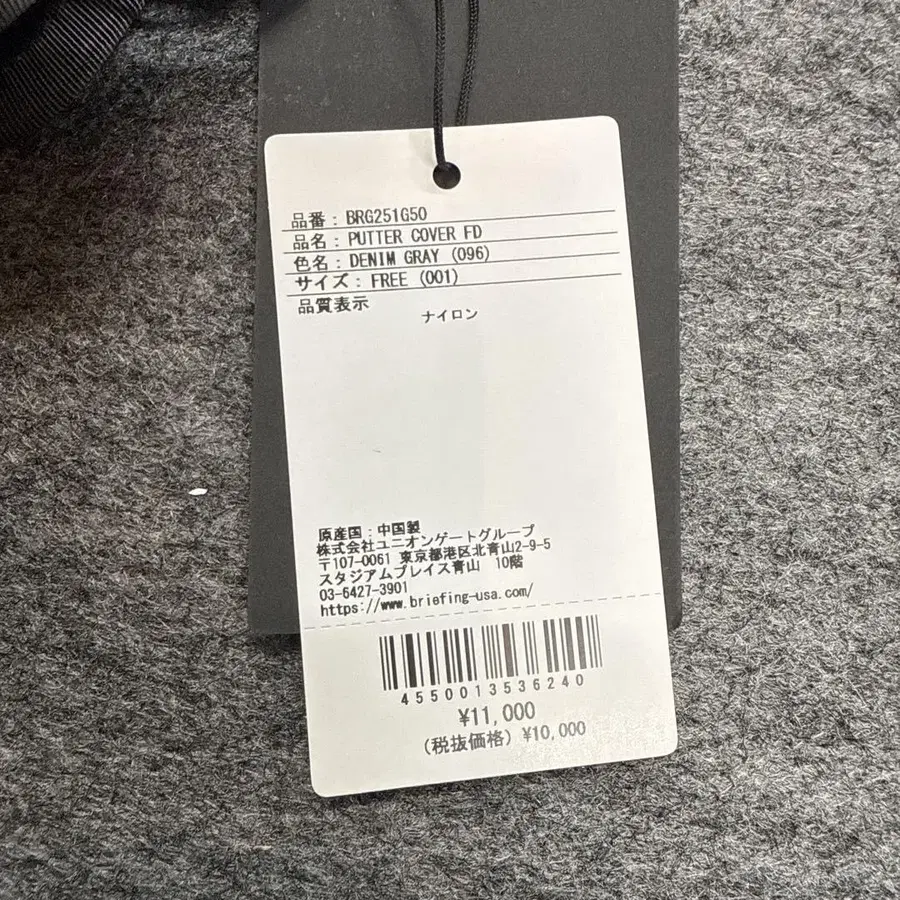 品番：BRG251G50
品名：PUTTER COVER FD
色名：DENIM GRAY (096)
サイズ：FREE (001)
品質表示
ナイロン
原産国：中国製
株式会社ユニオンゲートグループ
〒107-0061 東京都港区北青山2-9-5
スタジアムプレイス青山 10階
03-6427-3901
https://www.briefing-usa.com/
4550013536240
¥11,000
(税抜価格) ¥10,000